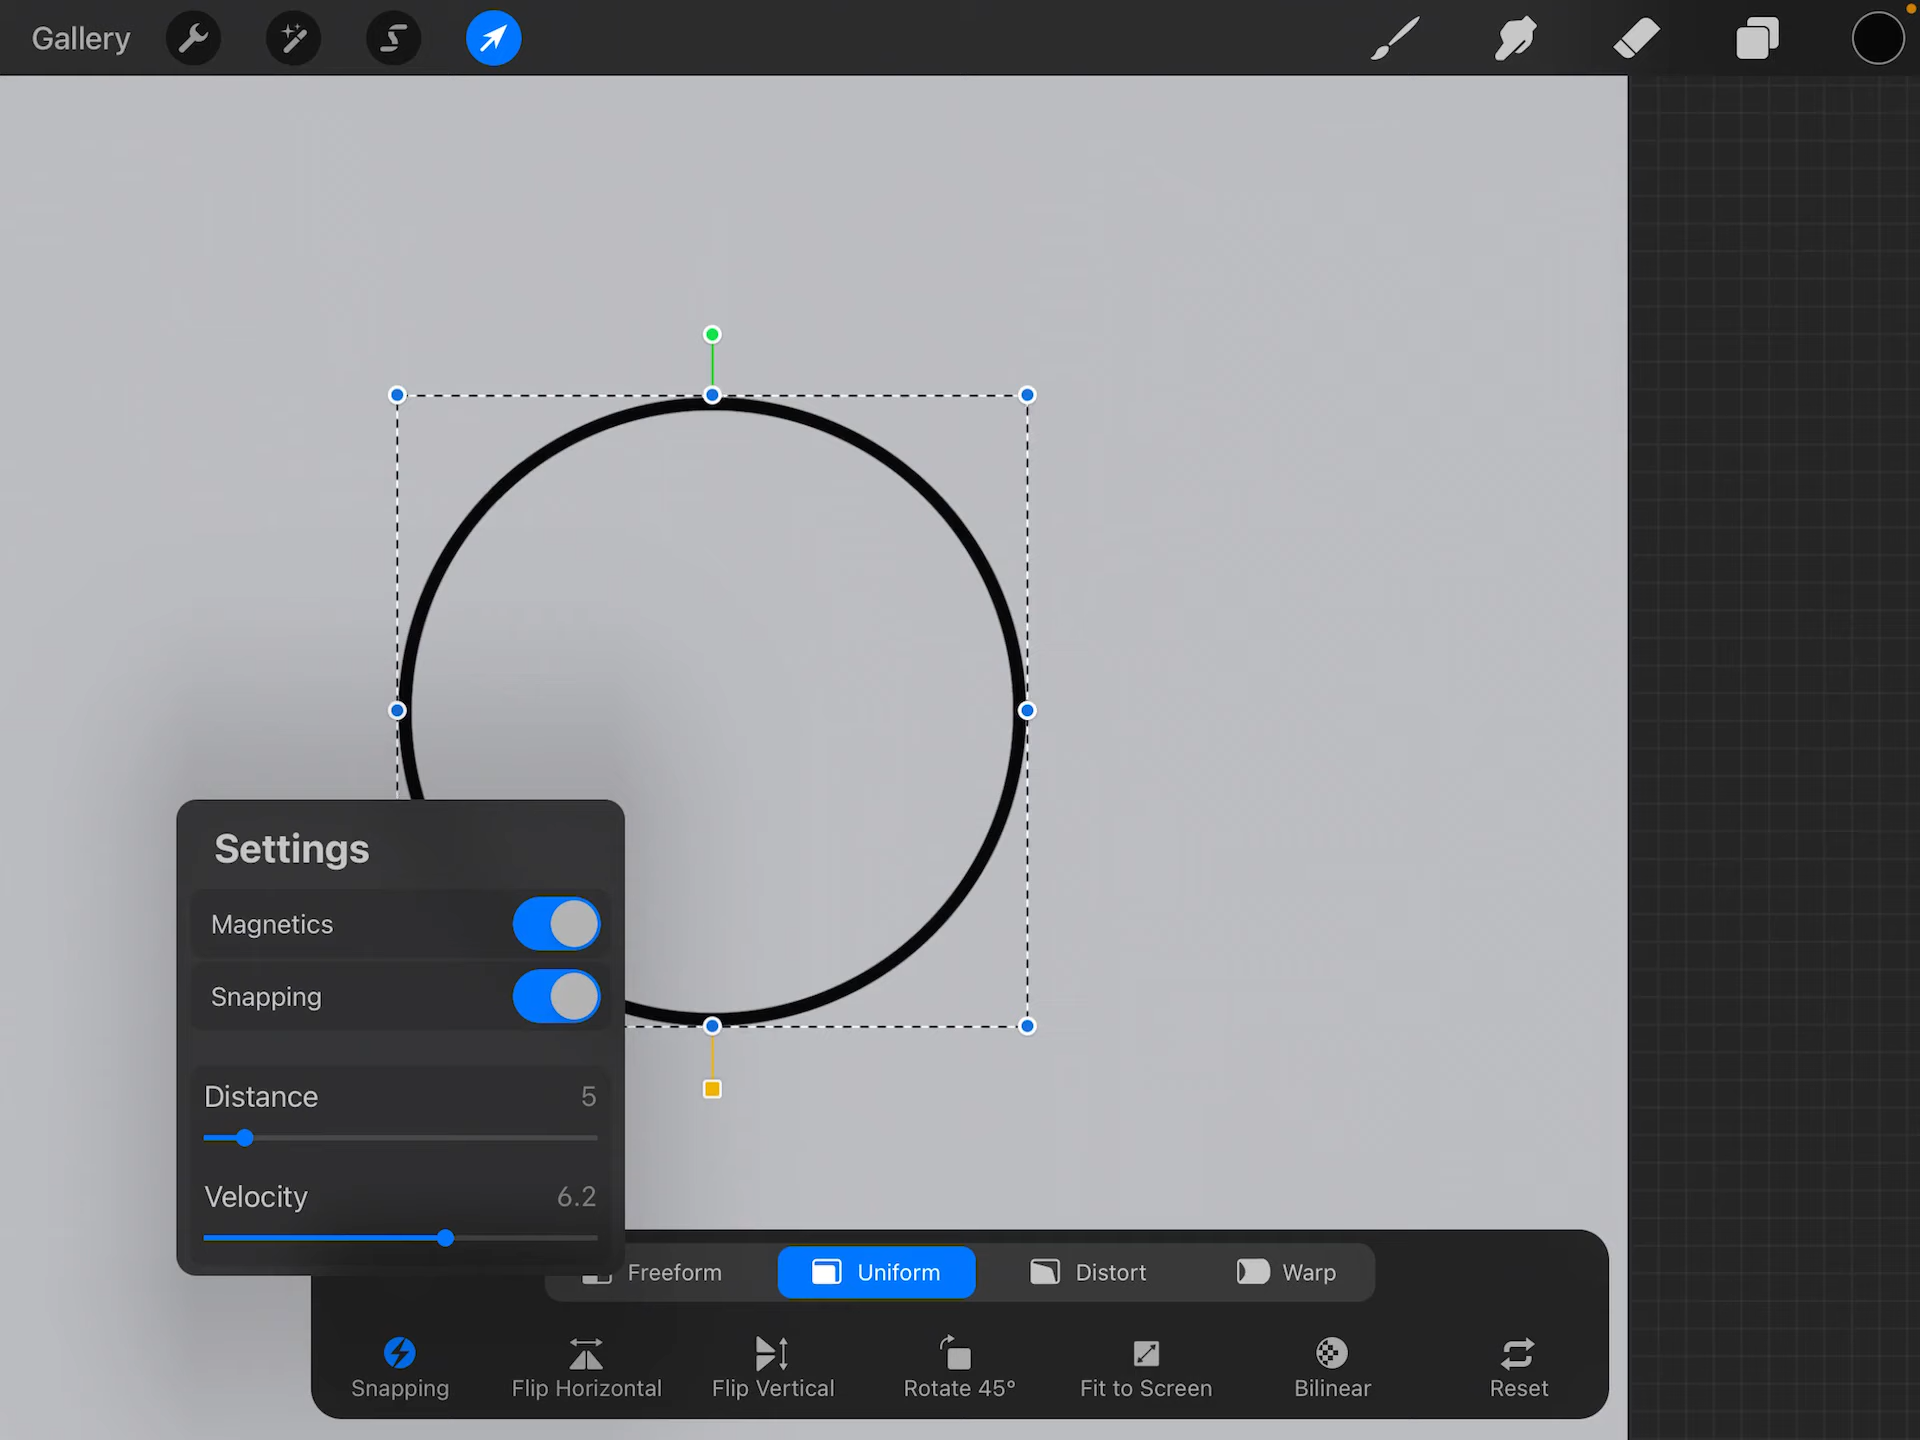 Gallery
Settings
Magnetics
Snapping
Distance 5
Velocity 6.2
Freeform Uniform Distort Warp
Snapping Flip Horizontal Flip Vertical Rotate 45° Fit to Screen Bilinear Reset